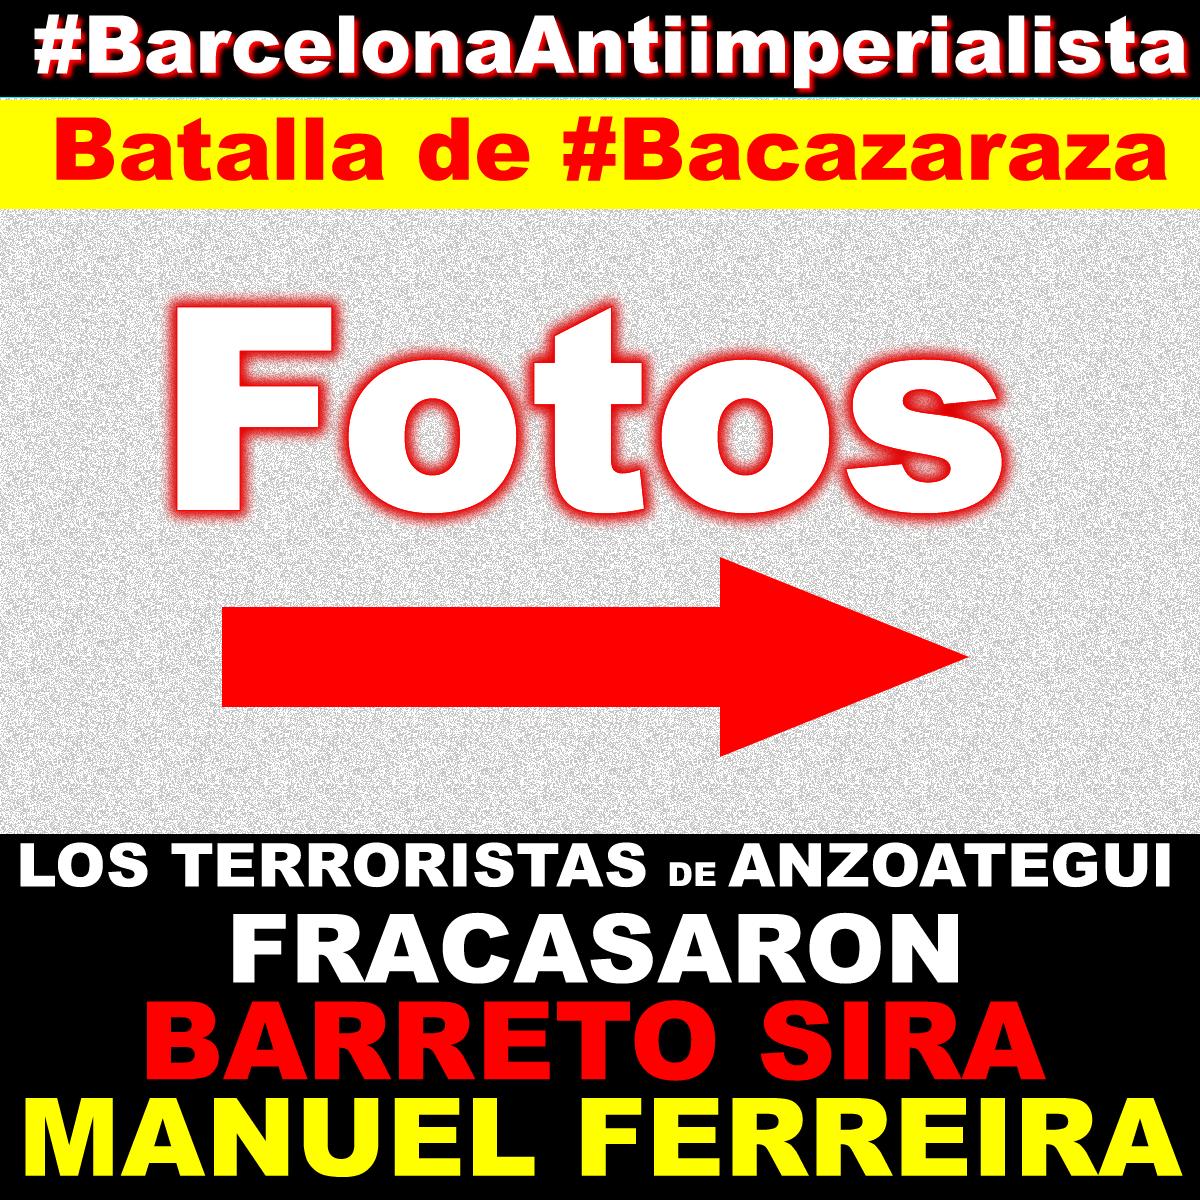 #BarcelonaAntiimperialista
Batalla de #Bacazaraza
Fotos
LOS TERRORISTAS DE ANZOATEGUI
FRACASARON
BARRETO SIRA
MANUEL FERREIRA